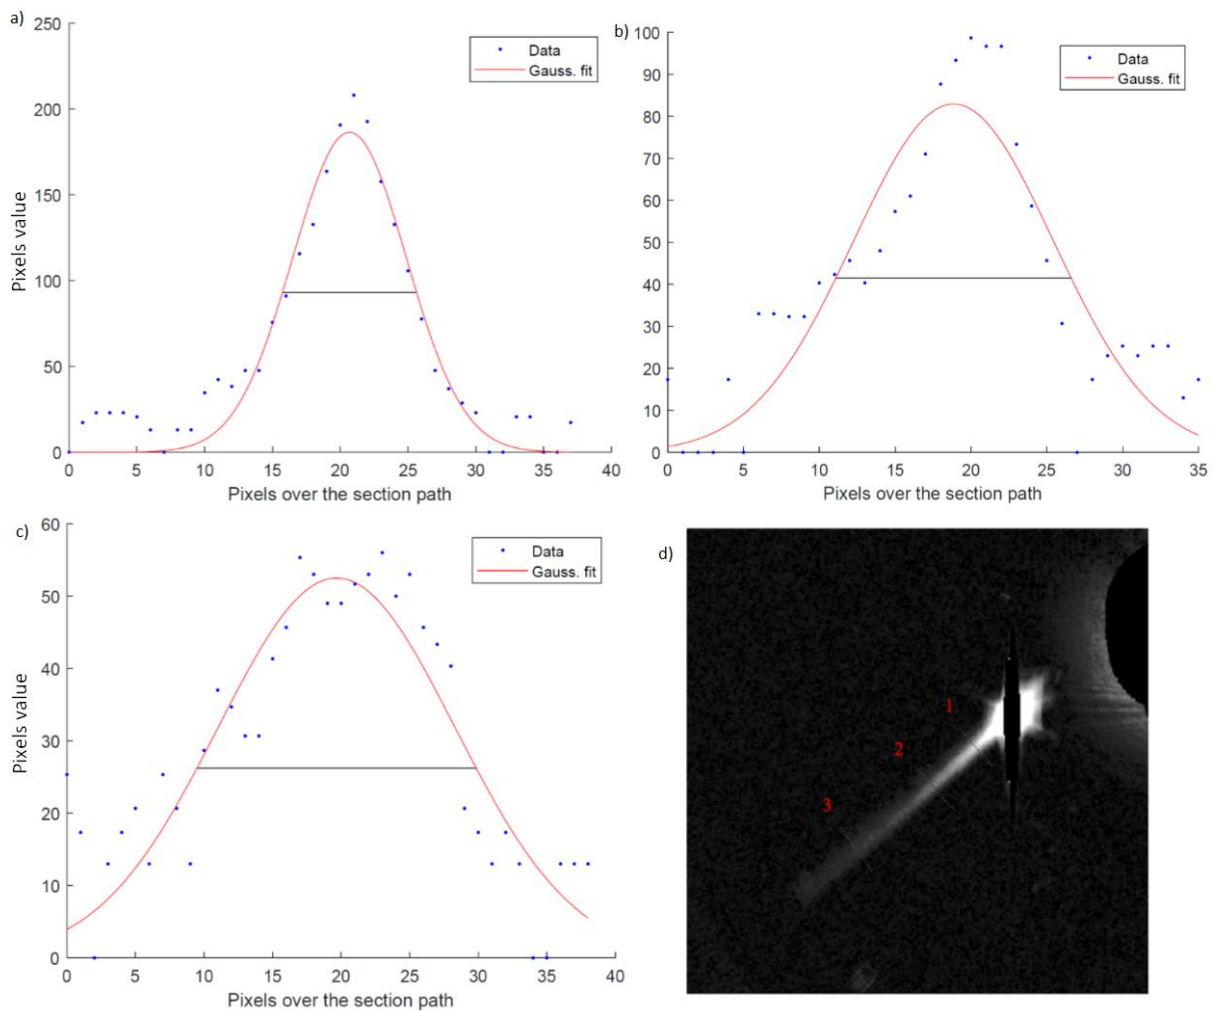 a)
250
200
150
100
50
0
Pixels value
0 5 10 15 20 25 30 35 40
Pixels over the section path
Data
Gauss. fit
b)
100
90
80
70
60
50
40
30
20
10
0
0 5 10 15 20 25 30 35
Pixels over the section path
Data
Gauss. fit
c)
60
50
40
30
20
10
0
Pixels value
0 5 10 15 20 25 30 35 40
Pixels over the section path
Data
Gauss. fit
d)
1
2
3